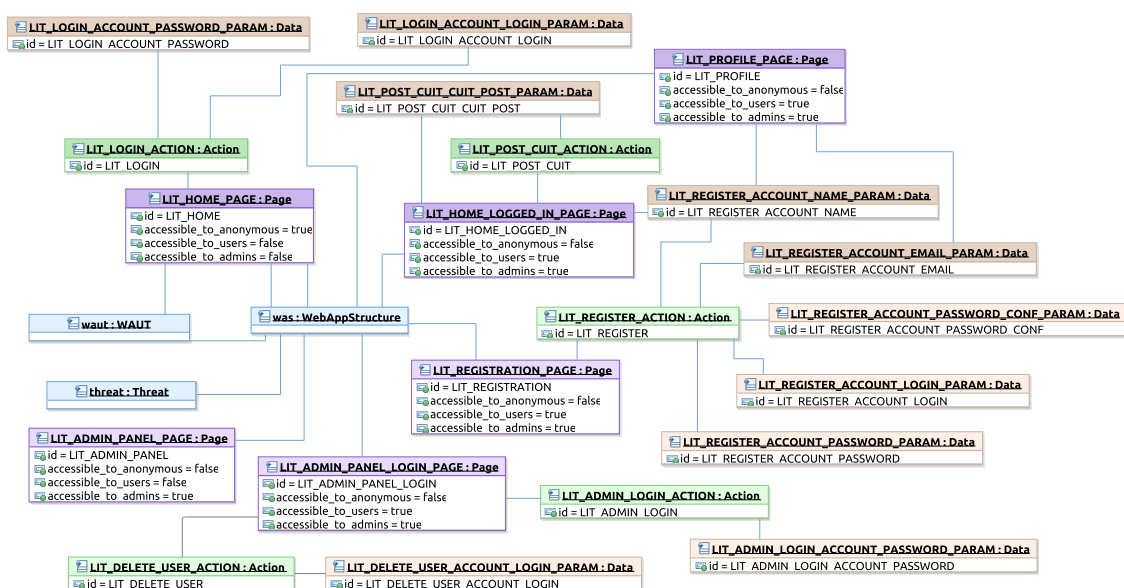 LIT_LOGIN_ACCOUNT_PASSWORD_PARAM : Data
id = LIT_LOGIN_ACCOUNT_PASSWORD
LIT_LOGIN_ACCOUNT_LOGIN_PARAM : Data
id = LIT_LOGIN_ACCOUNT_LOGIN
LIT_PROFILE_PAGE : Page
id = LIT_PROFILE
accessible_to_anonymous = false
accessible_to_users = true
accessible_to_admins = true
LIT_POST_CUIT_CUIT_POST_PARAM : Data
id = LIT_POST_CUIT_CUIT_POST
LIT_LOGIN_ACTION : Action
id = LIT_LOGIN
LIT_POST_CUIT_ACTION : Action
id = LIT_POST_CUIT
LIT_HOME_PAGE : Page
id = LIT_HOME
accessible_to_anonymous = true
accessible_to_users = false
accessible_to_admins = false
LIT_HOME_LOGGED_IN_PAGE : Page
id = LIT_HOME_LOGGED_IN
accessible_to_anonymous = false
accessible_to_users = true
accessible_to_admins = true
LIT_REGISTER_ACCOUNT_NAME_PARAM : Data
id = LIT_REGISTER_ACCOUNT_NAME
LIT_REGISTER_ACCOUNT_EMAIL_PARAM : Data
id = LIT_REGISTER_ACCOUNT_EMAIL
waut : WAUT
was : WebAppStructure
LIT_REGISTER_ACTION : Action
id = LIT_REGISTER
LIT_REGISTER_ACCOUNT_PASSWORD_CONF_PARAM : Data
id = LIT_REGISTER_ACCOUNT_PASSWORD_CONF
threat : Threat
LIT_REGISTRATION_PAGE : Page
id = LIT_REGISTRATION
accessible_to_anonymous = false
accessible_to_users = true
accessible_to_admins = true
LIT_REGISTER_ACCOUNT_LOGIN_PARAM : Data
id = LIT_REGISTER_ACCOUNT_LOGIN
LIT_ADMIN_PANEL_PAGE : Page
id = LIT_ADMIN_PANEL
accessible_to_anonymous = false
accessible_to_users = false
accessible_to_admins = true
LIT_REGISTER_ACCOUNT_PASSWORD_PARAM : Data
id = LIT_REGISTER_ACCOUNT_PASSWORD
LIT_ADMIN_PANEL_LOGIN_PAGE : Page
id = LIT_ADMIN_PANEL_LOGIN
accessible_to_anonymous = false
accessible_to_users = true
accessible_to_admins = true
LIT_ADMIN_LOGIN_ACTION : Action
id = LIT_ADMIN_LOGIN
LIT_ADMIN_LOGIN_ACCOUNT_PASSWORD_PARAM : Data
id = LIT_ADMIN_LOGIN_ACCOUNT_PASSWORD
LIT_DELETE_USER_ACTION : Action
id = LIT_DELETE_USER
LIT_DELETE_USER_ACCOUNT_LOGIN_PARAM : Data
id = LIT_DELETE_USER_ACCOUNT_LOGIN